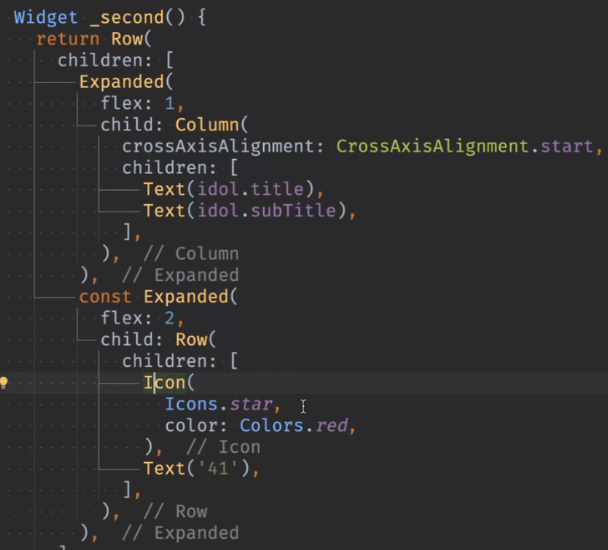 Widget _second() {
return Row(
children: [
Expanded(
flex: 1,
child: Column(
crossAxisAlignment: CrossAxisAlignment.start,
children: [
Text(idol.title),
Text(idol.subTitle),
],
), // Column
), // Expanded
const Expanded(
flex: 2,
child: Row(
children: [
Icon(
Icons.star,
color: Colors.red,
), // Icon
Text('41'),
],
), // Row
), // Expanded